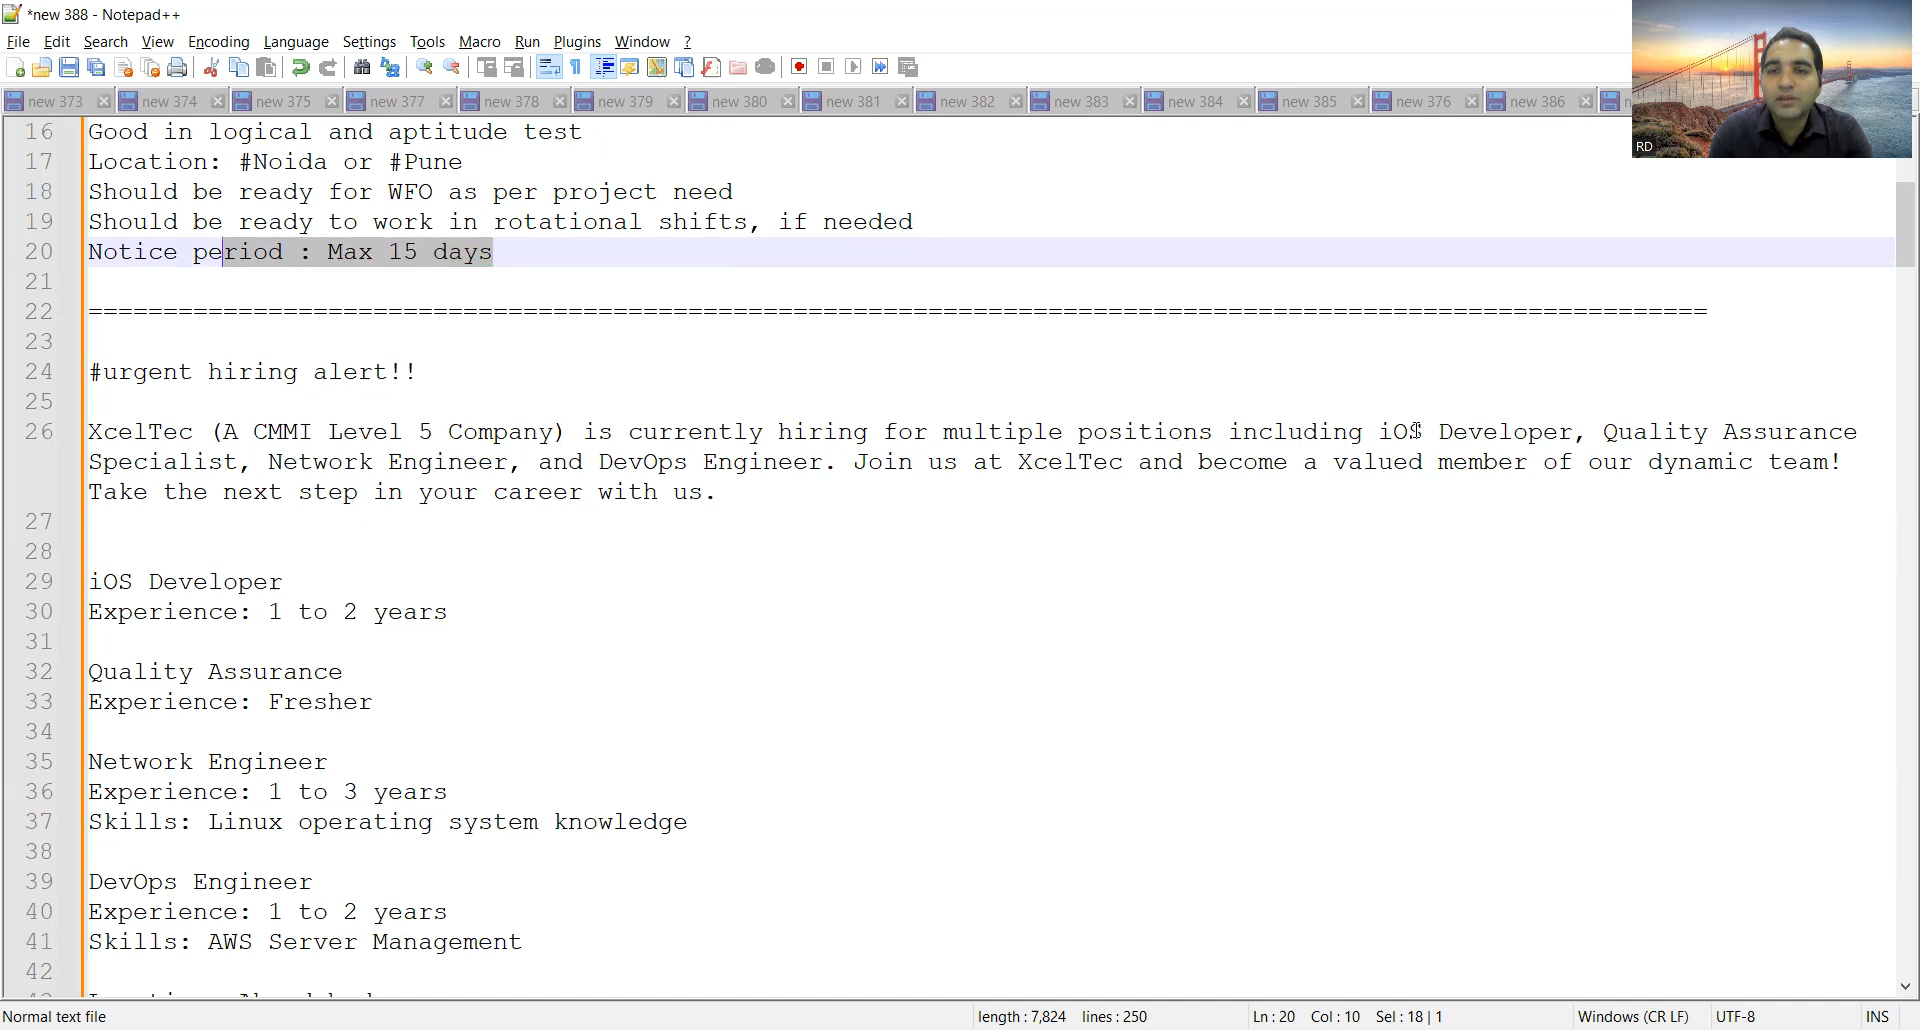 *new 388 - Notepad++
File Edit Search View Encoding Language Settings Tools Macro Run Plugins Window ?
new 373 new 374 new 375 new 377 new 378 new 379 new 380 new 381 new 382 new 383 new 384 new 385 new 376 new 386
RD
16 Good in logical and aptitude test
17 Location: #Noida or #Pune
18 Should be ready for WFO as per project need
19 Should be ready to work in rotational shifts, if needed
20 Notice period : Max 15 days
21
22 ============================================================================================================
23
24 #urgent hiring alert!!
25
26 XcelTec (A CMMI Level 5 Company) is currently hiring for multiple positions including iOS Developer, Quality Assurance
Specialist, Network Engineer, and DevOps Engineer. Join us at XcelTec and become a valued member of our dynamic team!
Take the next step in your career with us.
27
28
29 iOS Developer
30 Experience: 1 to 2 years
31
32 Quality Assurance
33 Experience: Fresher
34
35 Network Engineer
36 Experience: 1 to 3 years
37 Skills: Linux operating system knowledge
38
39 DevOps Engineer
40 Experience: 1 to 2 years
41 Skills: AWS Server Management
42
Normal text file length : 7,824 lines : 250 Ln : 20 Col : 10 Sel : 18 | 1 Windows (CR LF) UTF-8 INS